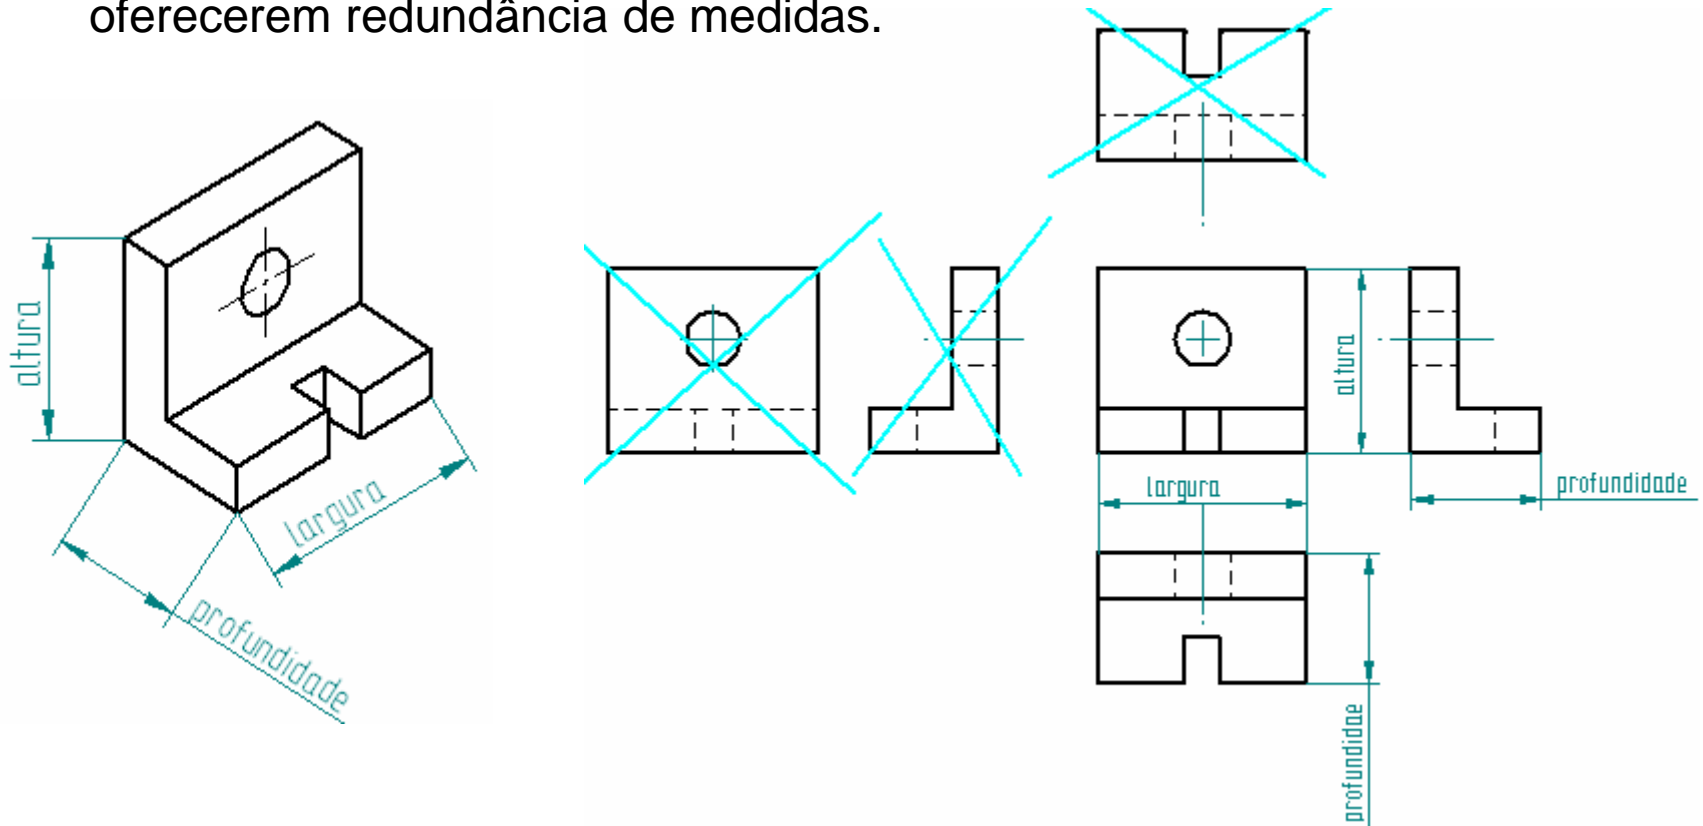 oferecerem redundância de medidas.
altura
largura
profundidade
altura
largura
profundidade
profundidae